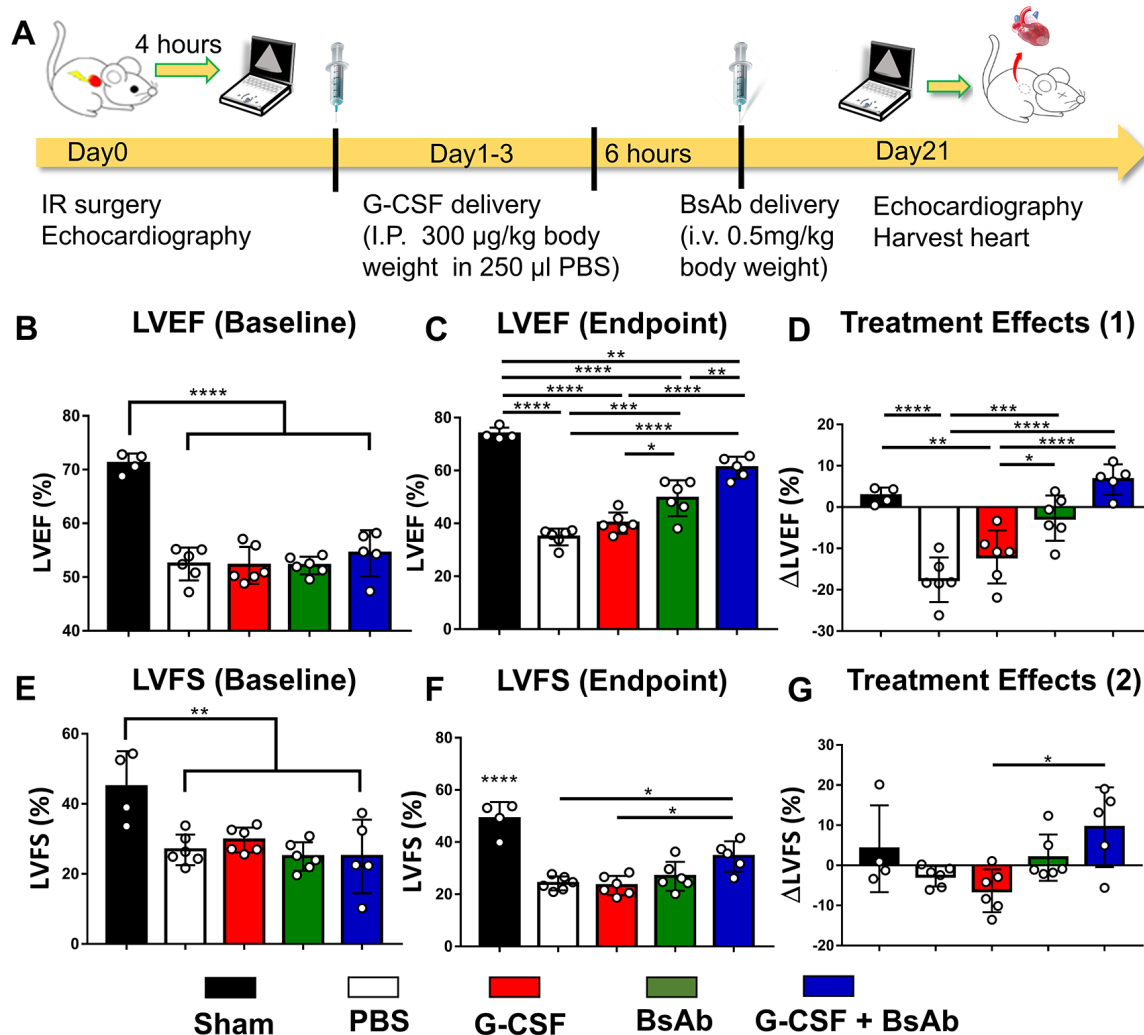 A
4 hours
Day0
Day1-3
6 hours
Day21
IR surgery
Echocardiography
G-CSF delivery
(I.P. 300 µg/kg body
weight in 250 µl PBS)
BsAb delivery
(i.v. 0.5mg/kg
body weight)
Echocardiography
Harvest heart
B
LVEF (Baseline)
LVEF (%)
80
70
60
50
40
****
C
LVEF (Endpoint)
LVEF (%)
80
60
40
20
0
**
****
**
****
****
****
***
****
*
D
Treatment Effects (1)
ΔLVEF (%)
20
10
0
-10
-20
-30
****
***
****
**
****
*
E
LVFS (Baseline)
LVFS (%)
60
40
20
0
**
F
LVFS (Endpoint)
LVFS (%)
80
60
40
20
0
****
*
*
G
Treatment Effects (2)
ΔLVFS (%)
30
20
10
0
-10
-20
*
Sham
PBS
G-CSF
BsAb
G-CSF + BsAb